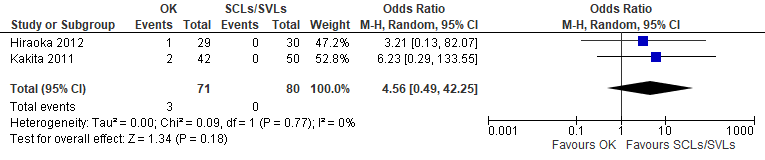 OK SCLs/SVLs Odds Ratio Odds Ratio
Study or Subgroup Events Total Events Total Weight M-H, Random, 95% CI M-H, Random, 95% CI
Hiraoka 2012 1 29 0 30 47.2% 3.21 [0.13, 82.07]
Kakita 2011 2 42 0 50 52.8% 6.23 [0.29, 133.55]
Total (95% CI) 71 80 100.0% 4.56 [0.49, 42.25]
Total events 3 0
Heterogeneity: Tau² = 0.00; Chi² = 0.09, df = 1 (P = 0.77); I² = 0%
Test for overall effect: Z = 1.34 (P = 0.18)
0.001 0.1 1 10 1000
Favours OK Favours SCLs/SVLs